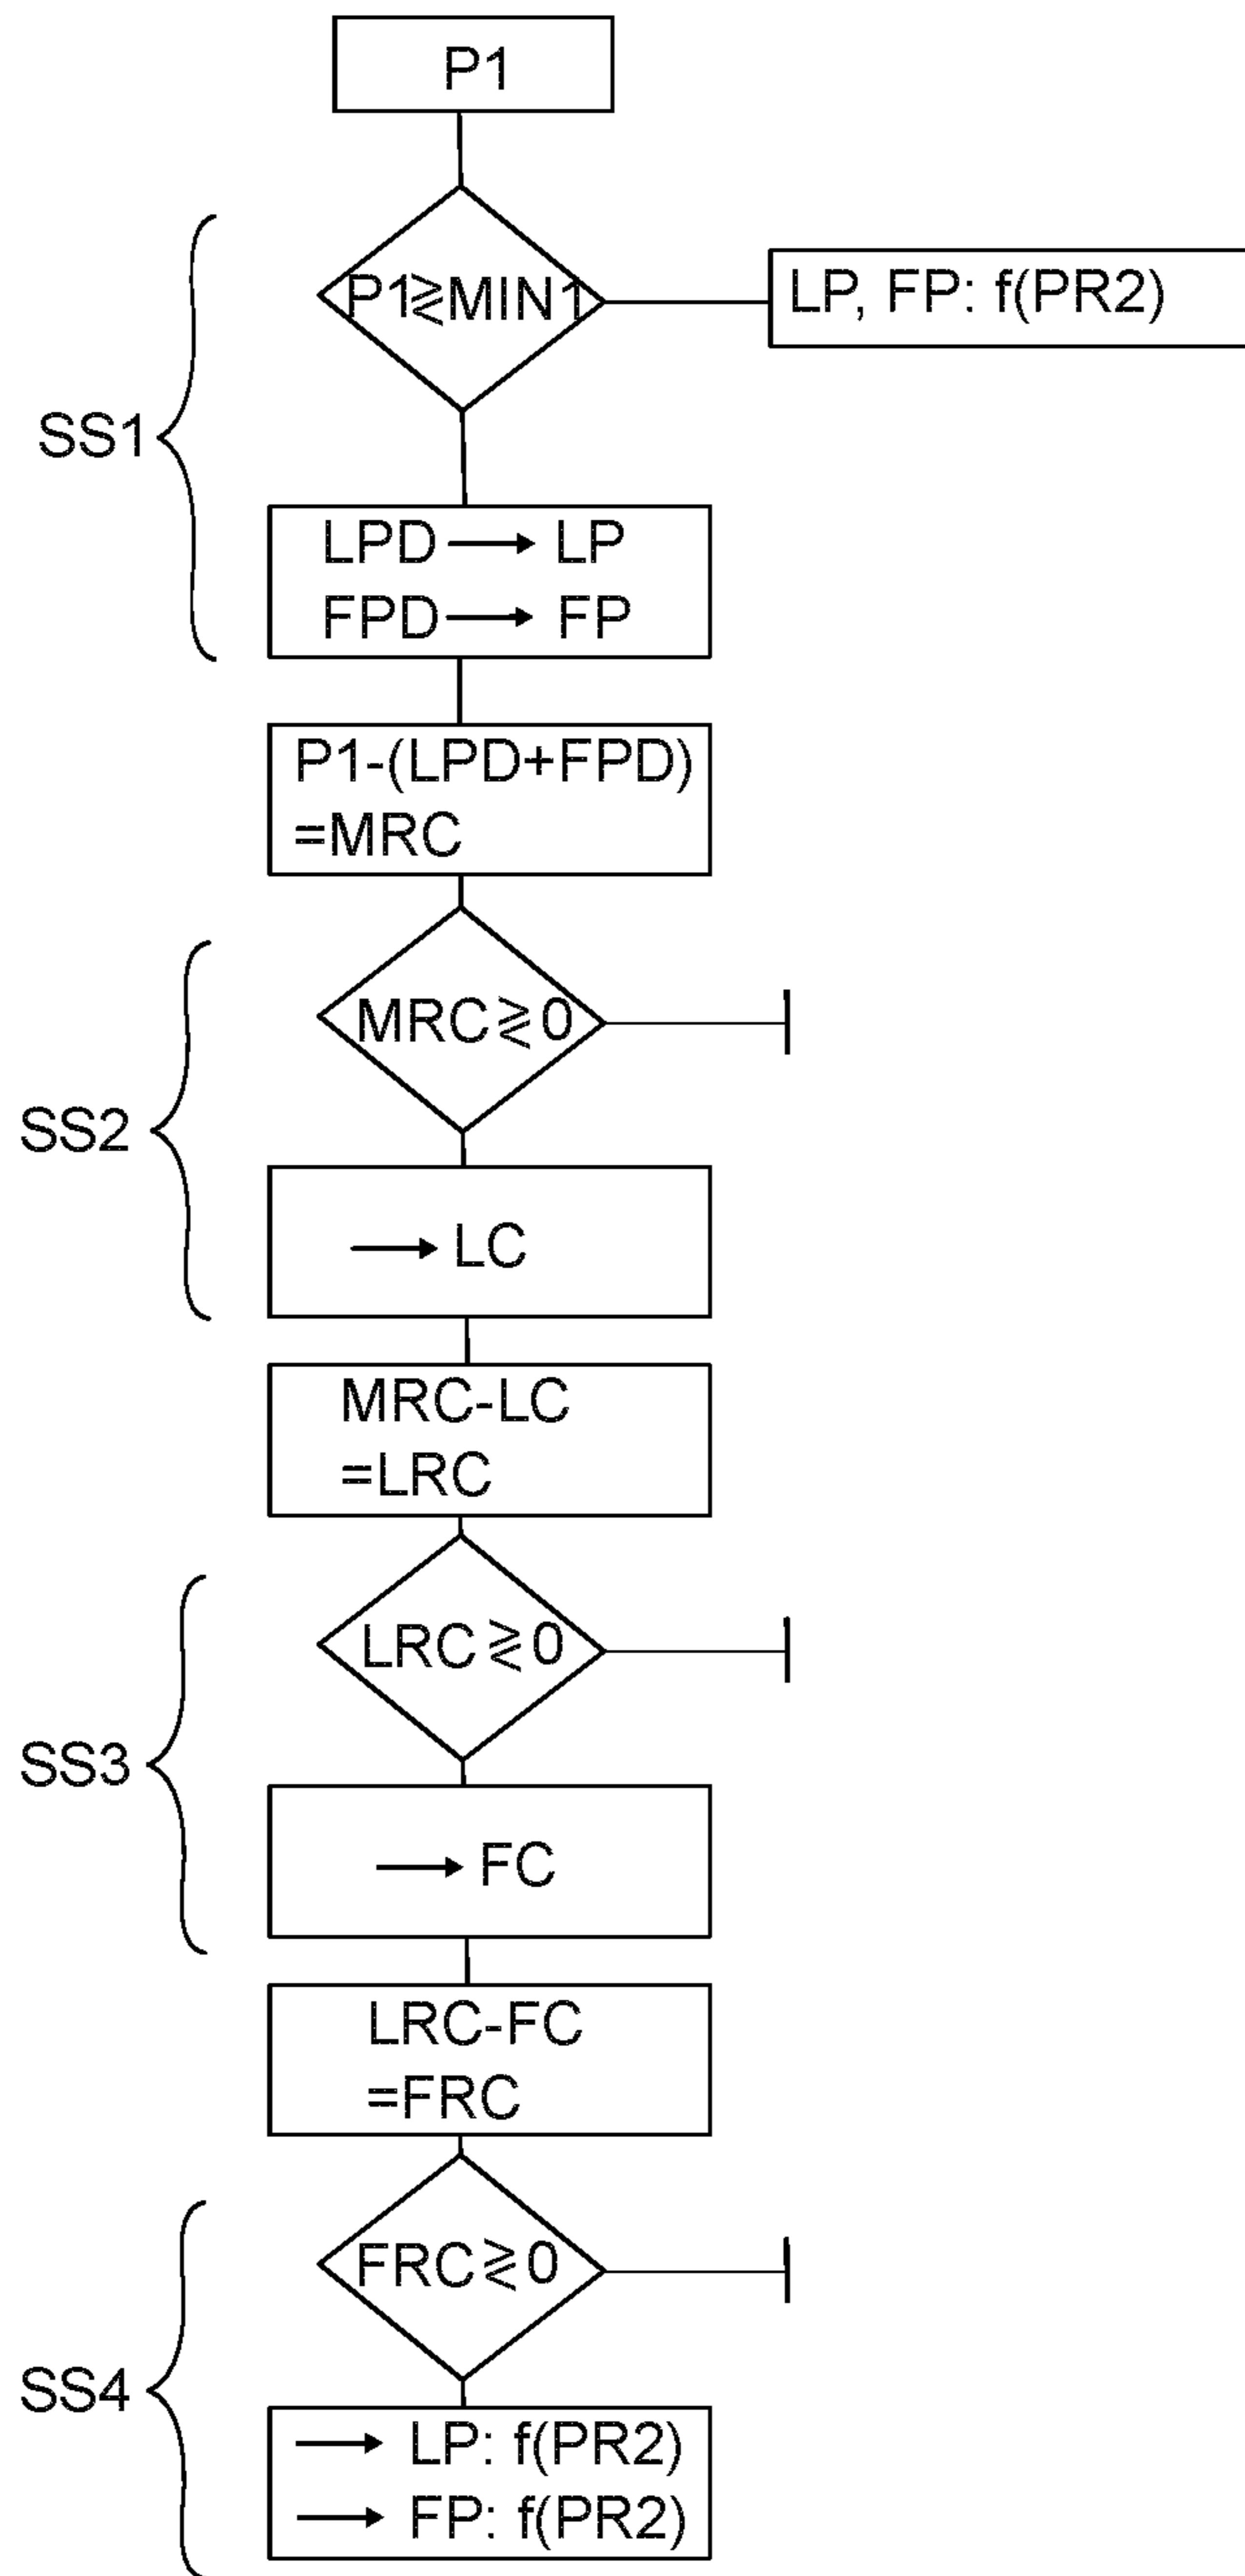 P1
P1⋛MIN1
LP, FP: f(PR2)
SS1
LPD → LP
FPD → FP
P1-(LPD+FPD)
=MRC
MRC⋛0
SS2
→ LC
MRC-LC
=LRC
LRC⋛0
SS3
→ FC
LRC-FC
=FRC
FRC⋛0
SS4
→ LP: f(PR2)
→ FP: f(PR2)